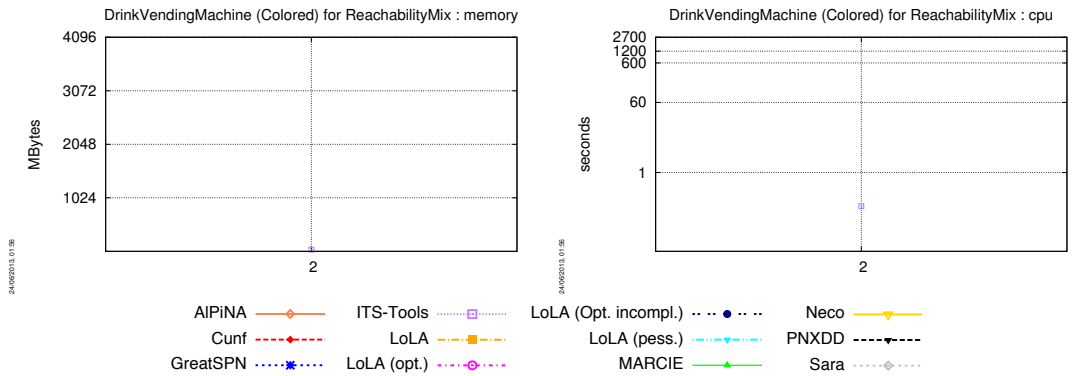 DrinkVendingMachine (Colored) for ReachabilityMix : memory
4096
3072
2048
1024
MBytes
2
24/06/2013, 01:56
DrinkVendingMachine (Colored) for ReachabilityMix : cpu
2700
1200
600
60
1
seconds
2
24/06/2013, 01:56
AlPiNA
Cunf
GreatSPN
ITS-Tools
LoLA
LoLA (opt.)
LoLA (Opt. incompl.)
LoLA (pess.)
MARCIE
Neco
PNXDD
Sara